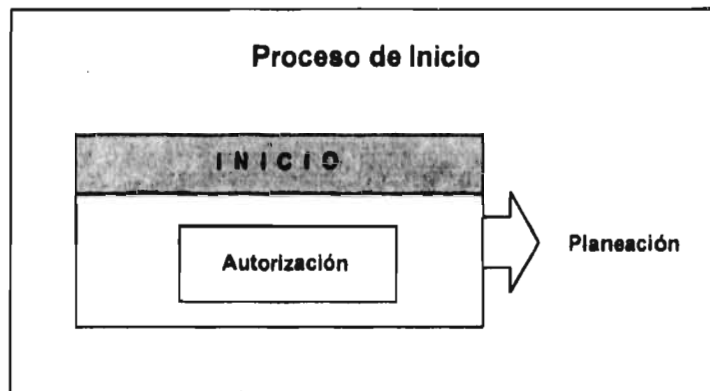 Proceso de Inicio
INICIO
Autorización
Planeación